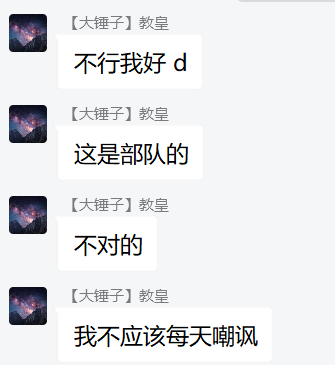 【大锤子】教皇
不行我好 d
【大锤子】教皇
这是部队的
【大锤子】教皇
不对的
【大锤子】教皇
我不应该每天嘲讽